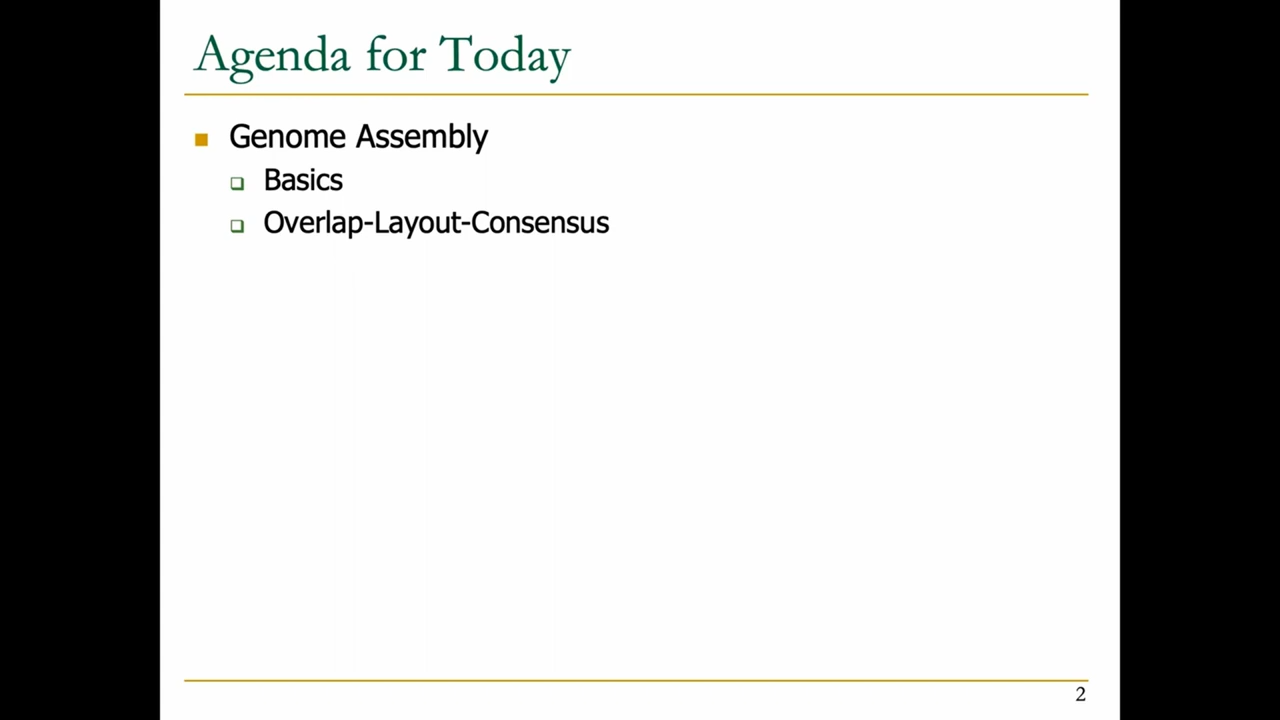 Agenda for Today
Genome Assembly
Basics
Overlap-Layout-Consensus
2